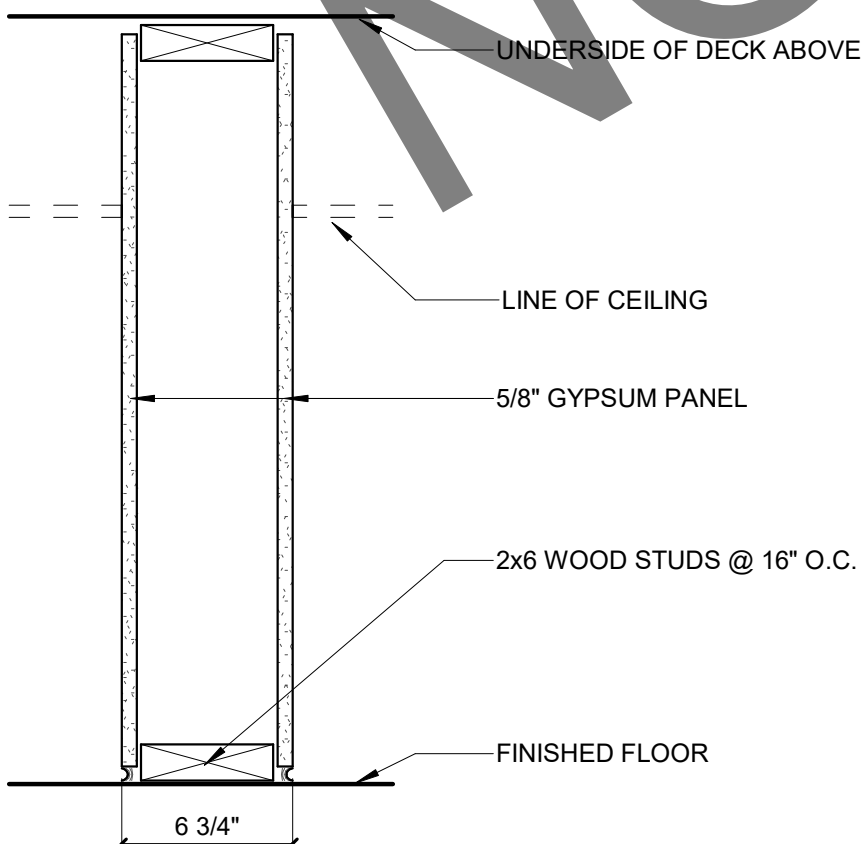 UNDERSIDE OF DECK ABOVE
LINE OF CEILING
5/8" GYPSUM PANEL
2x6 WOOD STUDS @ 16" O.C.
FINISHED FLOOR
6 3/4"